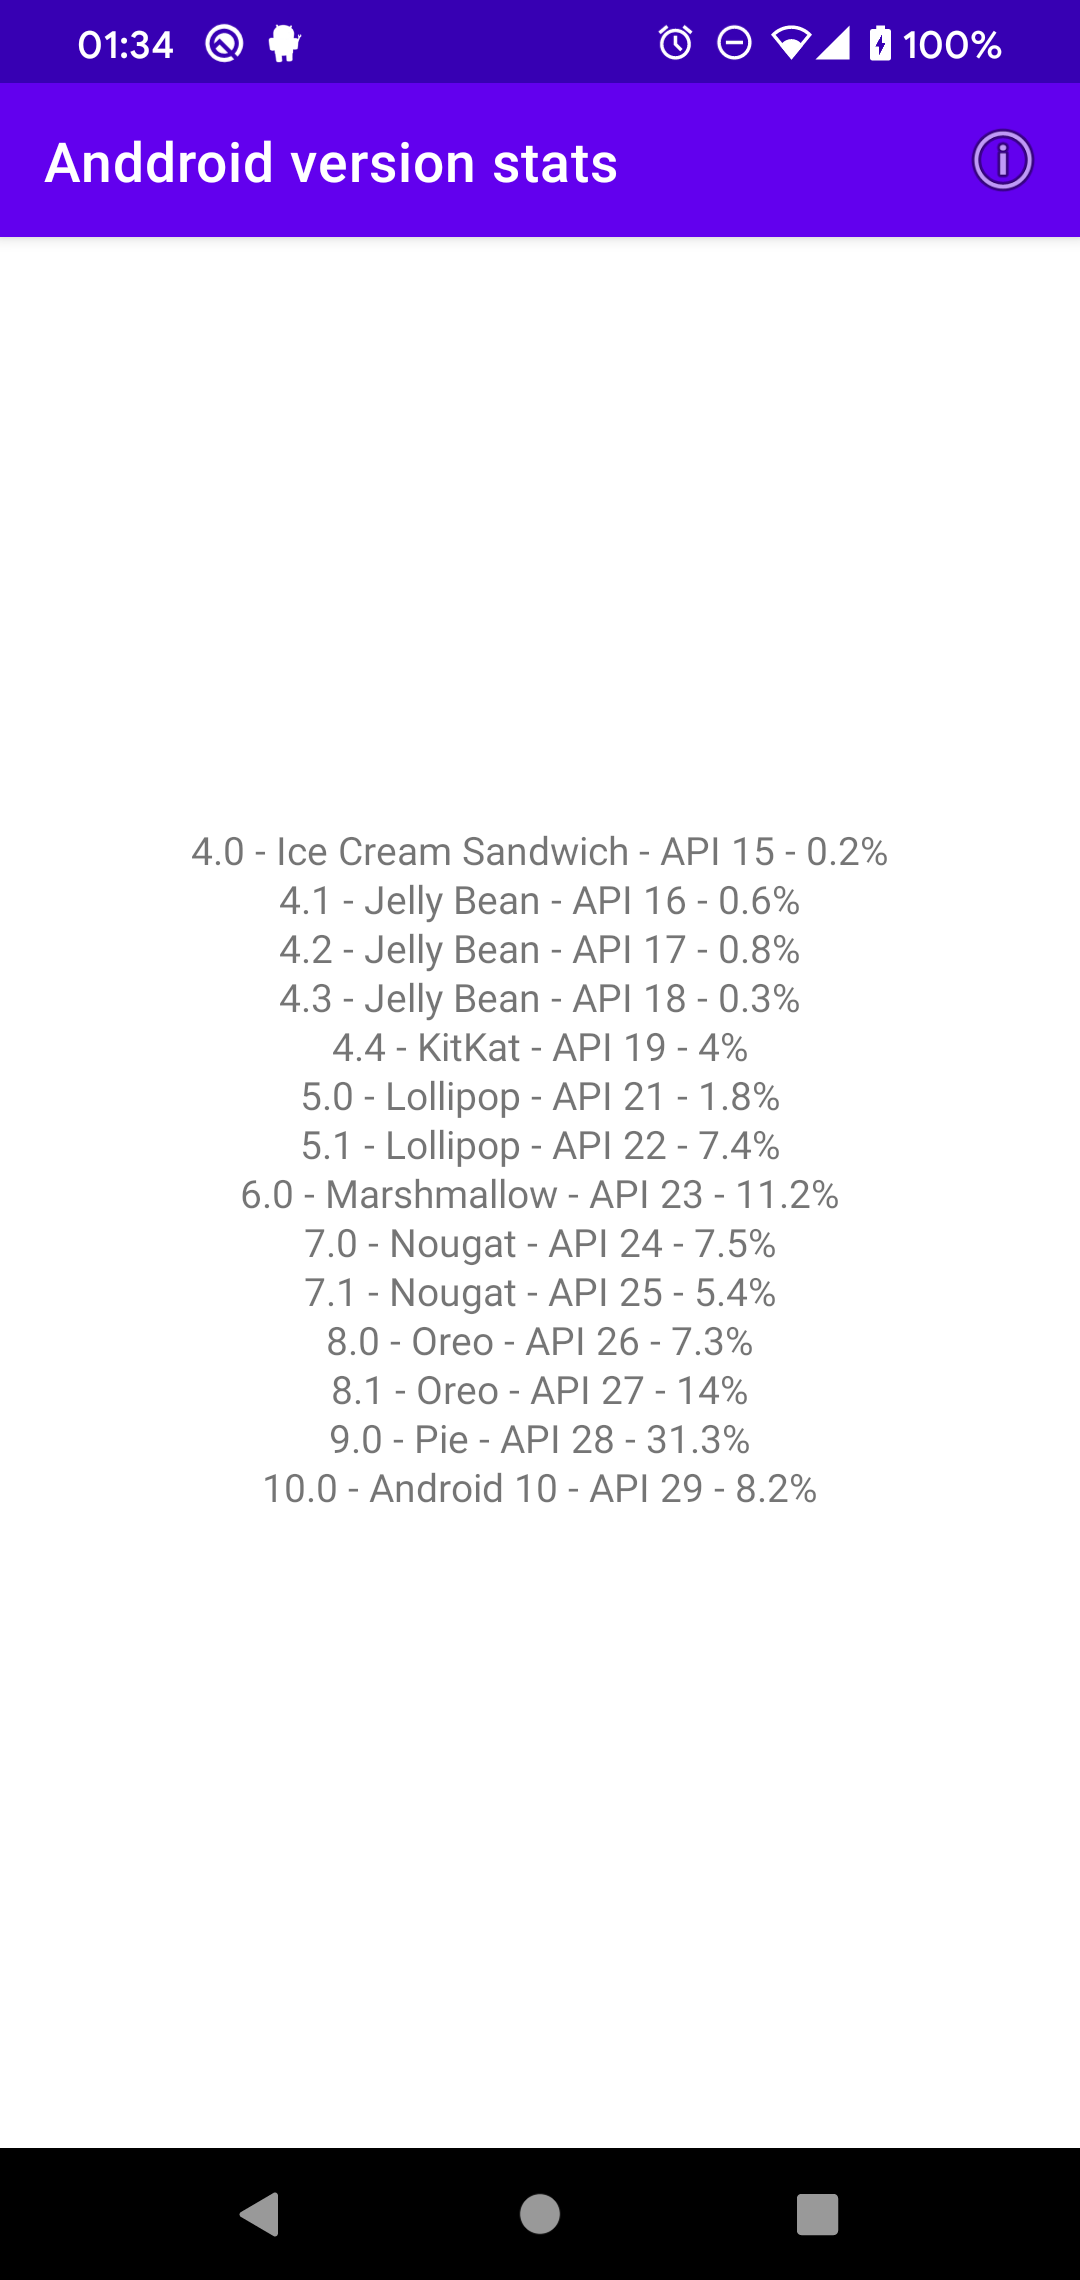 01:34
100%
Anddroid version stats
4.0 - Ice Cream Sandwich - API 15 - 0.2%
4.1 - Jelly Bean - API 16 - 0.6%
4.2 - Jelly Bean - API 17 - 0.8%
4.3 - Jelly Bean - API 18 - 0.3%
4.4 - KitKat - API 19 - 4%
5.0 - Lollipop - API 21 - 1.8%
5.1 - Lollipop - API 22 - 7.4%
6.0 - Marshmallow - API 23 - 11.2%
7.0 - Nougat - API 24 - 7.5%
7.1 - Nougat - API 25 - 5.4%
8.0 - Oreo - API 26 - 7.3%
8.1 - Oreo - API 27 - 14%
9.0 - Pie - API 28 - 31.3%
10.0 - Android 10 - API 29 - 8.2%